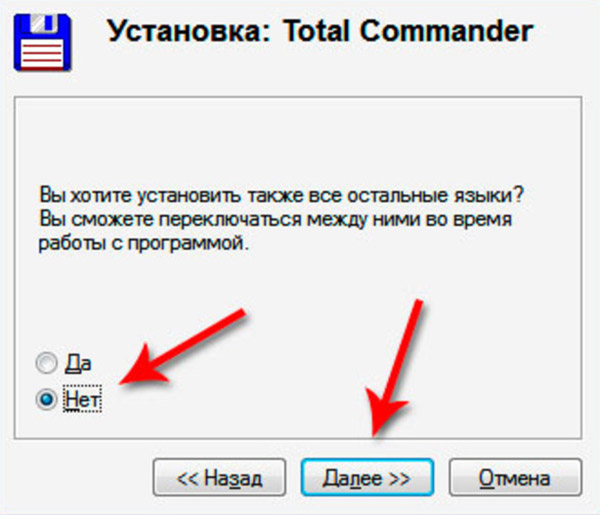 Установка: Total Commander
Вы хотите установить также все остальные языки?
Вы сможете переключаться между ними во время
работы с программой.
Да
Нет
<< Назад
Далее >>
Отмена